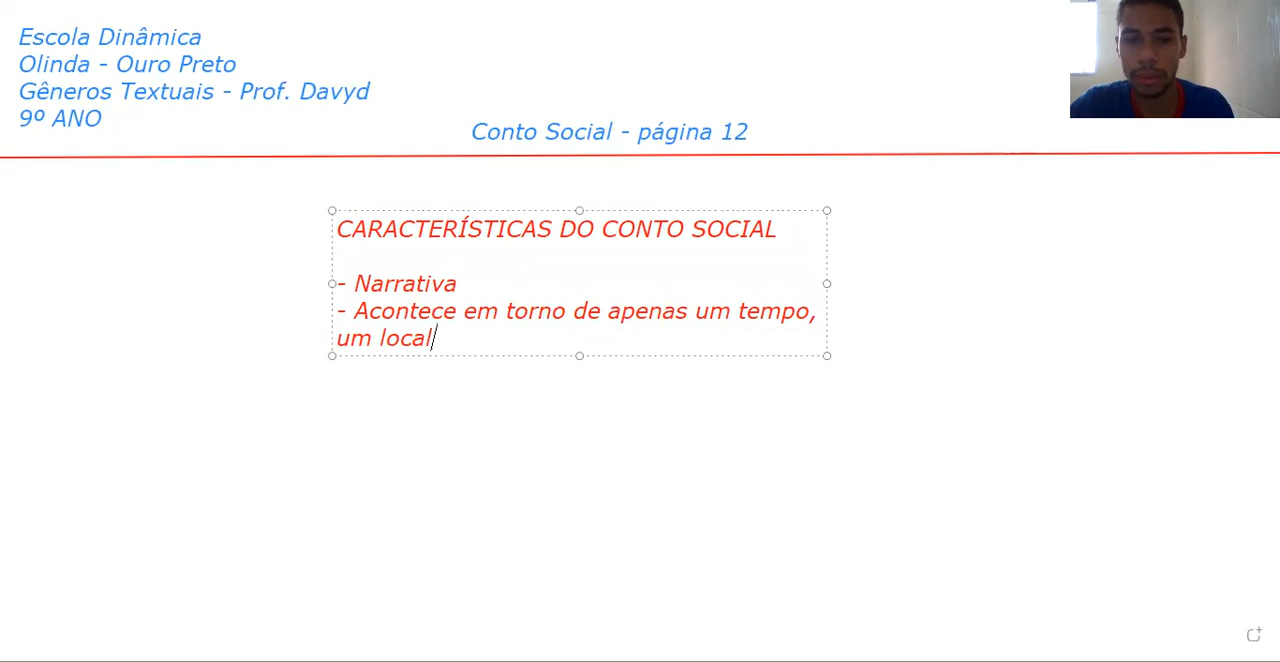 Escola Dinâmica
Olinda - Ouro Preto
Gêneros Textuais - Prof. Davyd
9º ANO
Conto Social - página 12
CARACTERÍSTICAS DO CONTO SOCIAL
- Narrativa
- Acontece em torno de apenas um tempo,
um local